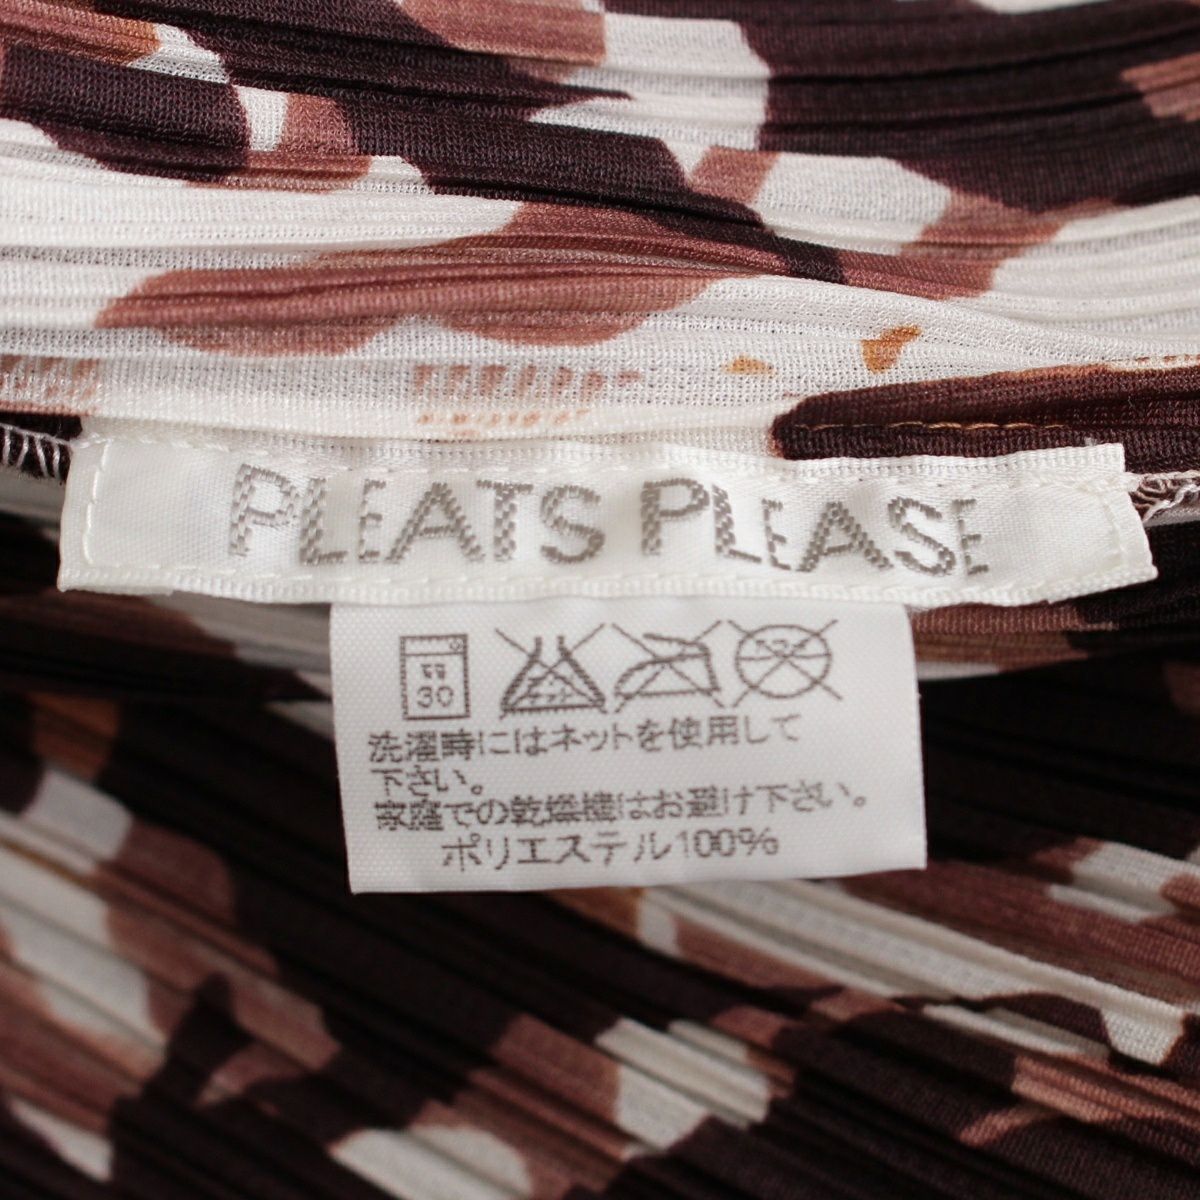 PLEATS PLEASE
弱
30
洗濯時にはネットを使用して
下さい。
家庭での乾燥機はお避け下さい。
ポリエステル100%